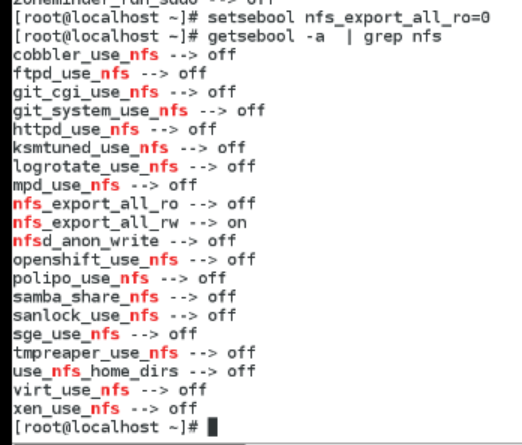 zoneminder_run_sudo --> off
[root@localhost ~]# setsebool nfs_export_all_ro=0
[root@localhost ~]# getsebool -a  | grep nfs
cobbler_use_nfs --> off
ftpd_use_nfs --> off
git_cgi_use_nfs --> off
git_system_use_nfs --> off
httpd_use_nfs --> off
ksmtuned_use_nfs --> off
logrotate_use_nfs --> off
mpd_use_nfs --> off
nfs_export_all_ro --> off
nfs_export_all_rw --> on
nfsd_anon_write --> off
openshift_use_nfs --> off
polipo_use_nfs --> off
samba_share_nfs --> off
sanlock_use_nfs --> off
sge_use_nfs --> off
tmpreaper_use_nfs --> off
use_nfs_home_dirs --> off
virt_use_nfs --> off
xen_use_nfs --> off
[root@localhost ~]#